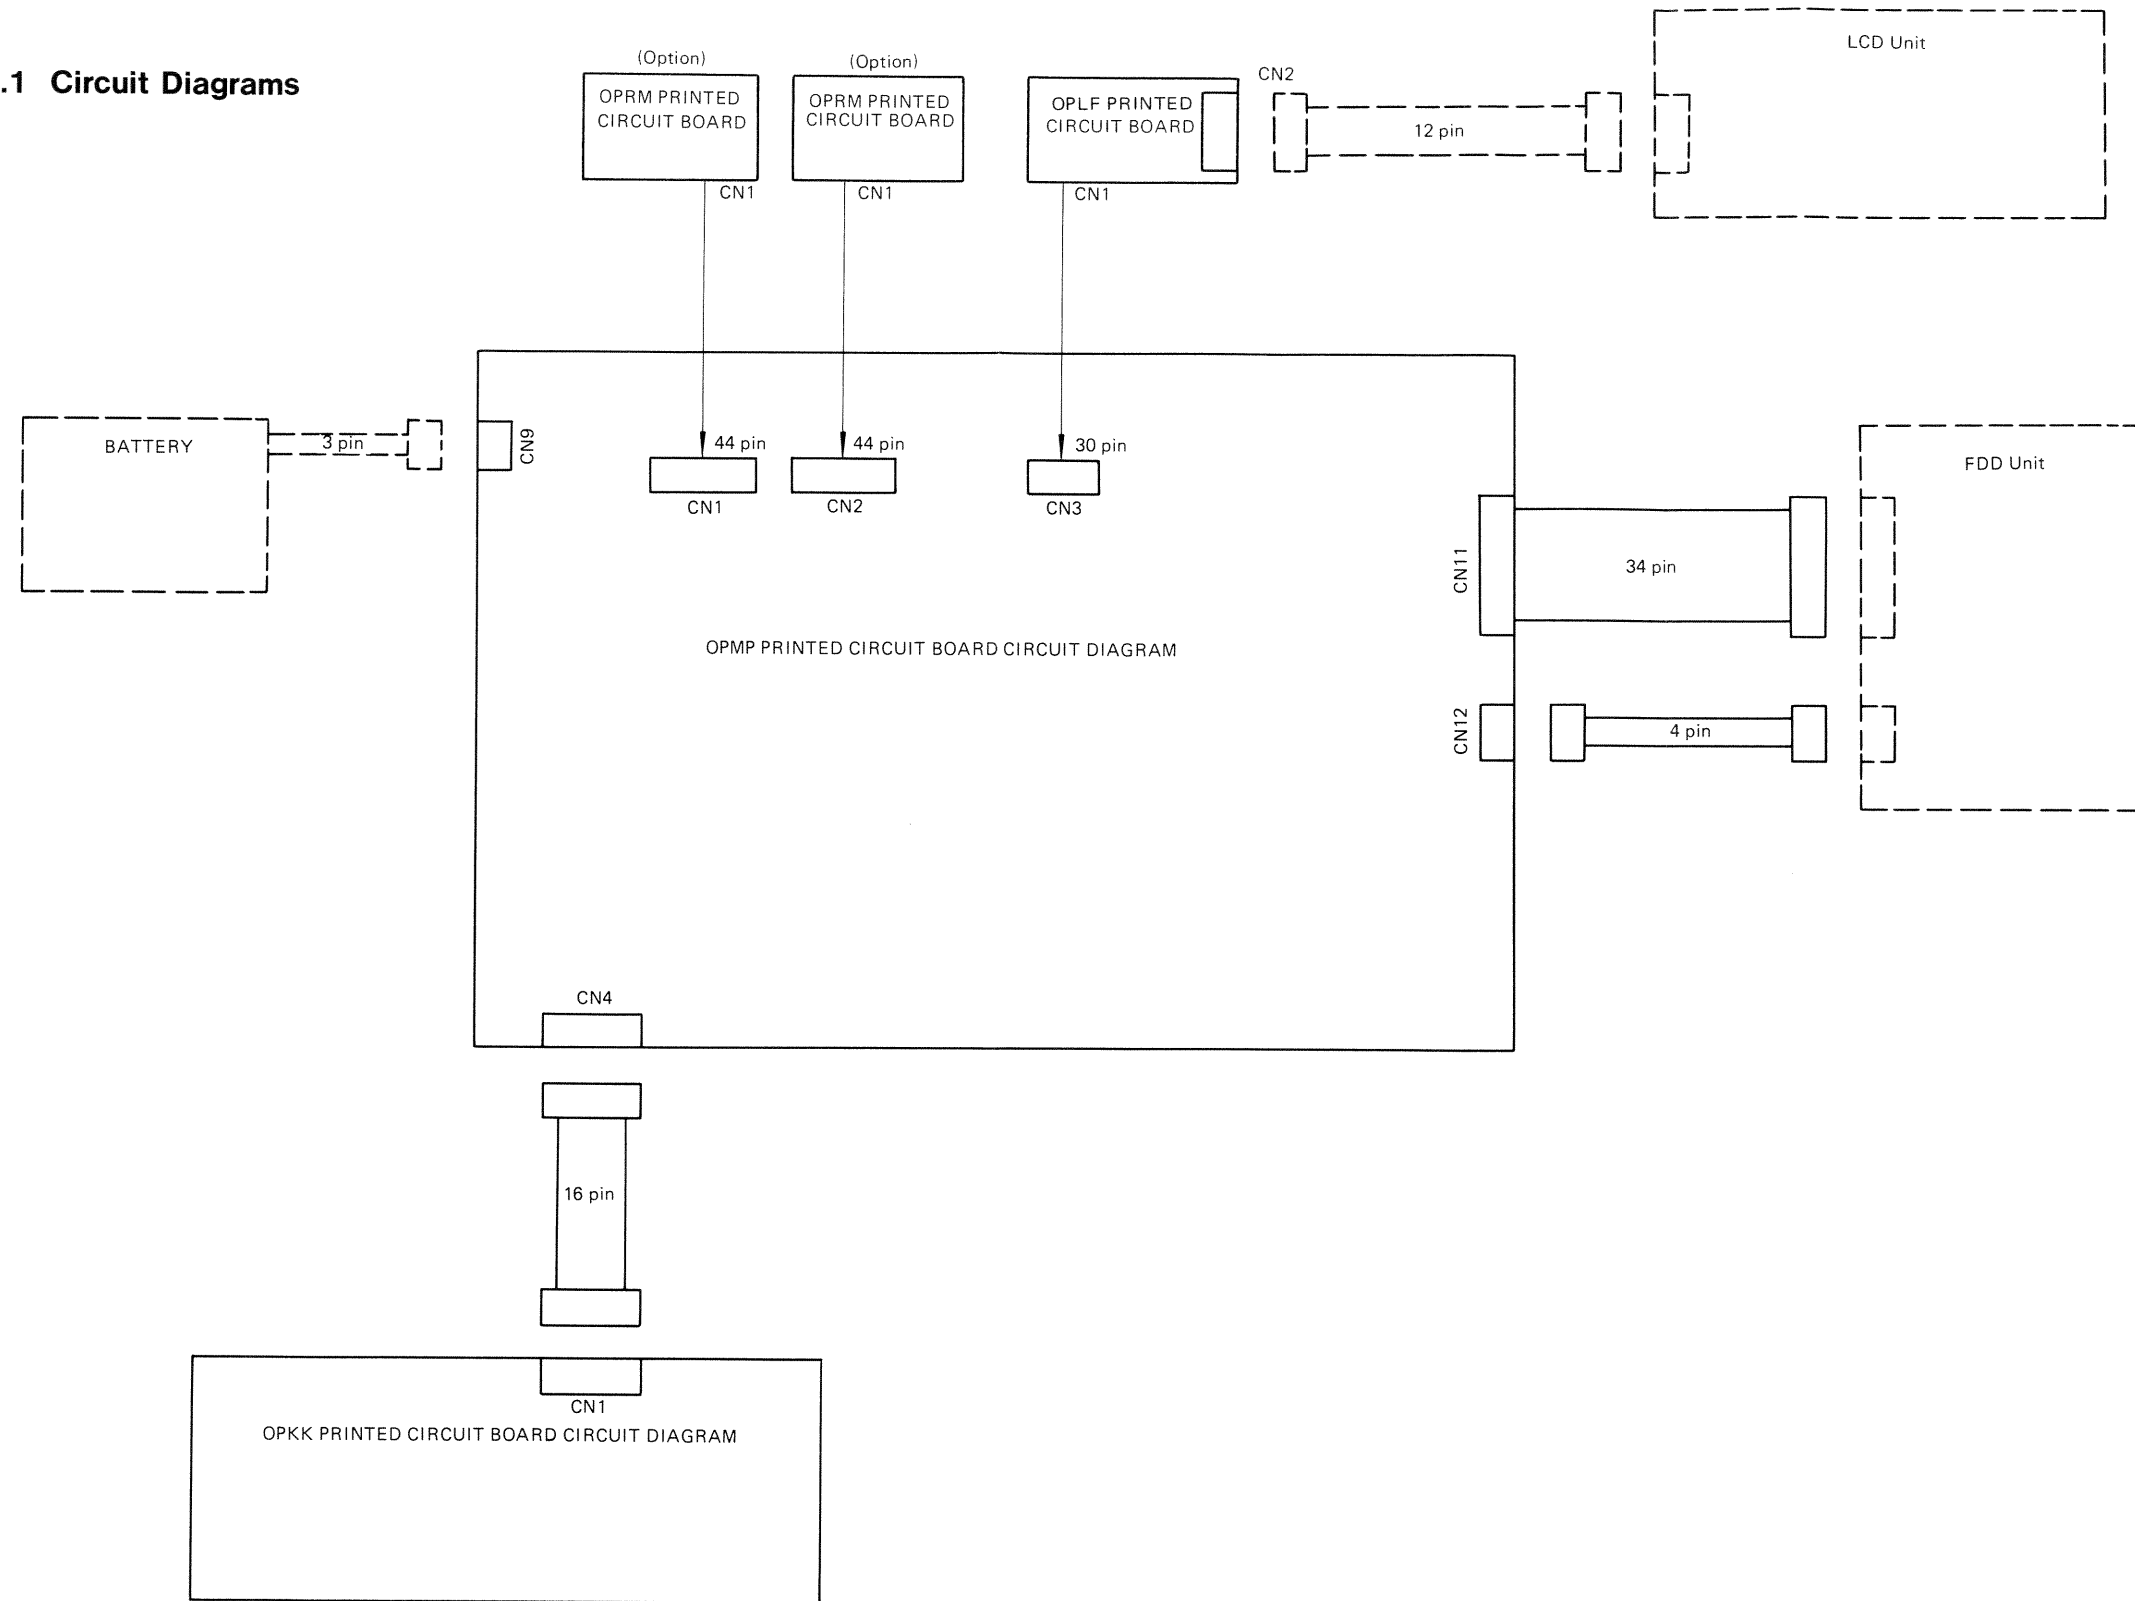 .1 Circuit Diagrams
(Option)
OPRM PRINTED
CIRCUIT BOARD
CN1
(Option)
OPRM PRINTED
CIRCUIT BOARD
CN1
OPLF PRINTED
CIRCUIT BOARD
CN1
CN2
12 pin
LCD Unit
BATTERY
3 pin
CN9
44 pin
CN1
44 pin
CN2
30 pin
CN3
FDD Unit
CN11
34 pin
OPMP PRINTED CIRCUIT BOARD CIRCUIT DIAGRAM
CN12
4 pin
CN4
16 pin
CN1
OPKK PRINTED CIRCUIT BOARD CIRCUIT DIAGRAM